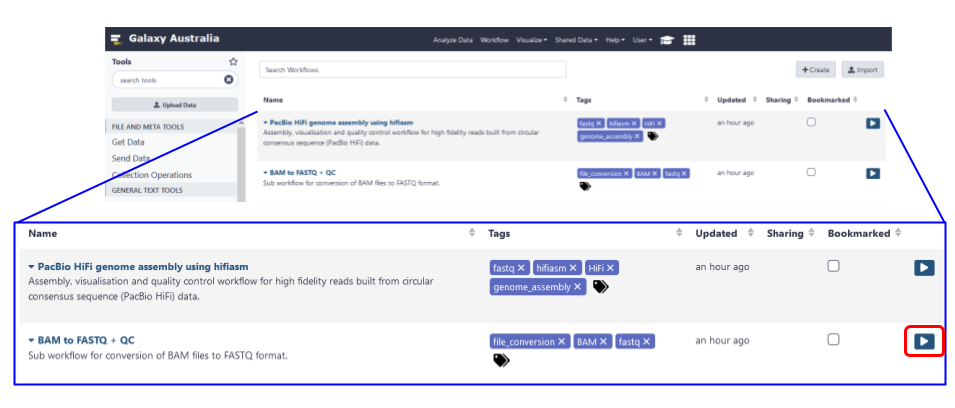 Galaxy Australia
Analyze Data Workflow Visualize Shared Data Help User
Tools
search tools
Upload Data
FILE AND META TOOLS
Get Data
Send Data
Collection Operations
GENERAL TEXT TOOLS
Search Workflows
+Create Import
Name Tags Updated Sharing Bookmarked
PacBio HiFi genome assembly using hifiasm
Assembly, visualisation and quality control workflow for high fidelity reads built from circular
consensus sequence (PacBio HiFi) data.
fastq × hifiasm × HiFi ×
genome_assembly ×
an hour ago
BAM to FASTQ + QC
Sub workflow for conversion of BAM files to FASTQ format.
file_conversion × BAM × fastq ×
an hour ago
Name Tags Updated Sharing Bookmarked
PacBio HiFi genome assembly using hifiasm
Assembly, visualisation and quality control workflow for high fidelity reads built from circular
consensus sequence (PacBio HiFi) data.
fastq × hifiasm × HiFi ×
genome_assembly ×
an hour ago
BAM to FASTQ + QC
Sub workflow for conversion of BAM files to FASTQ format.
file_conversion × BAM × fastq ×
an hour ago